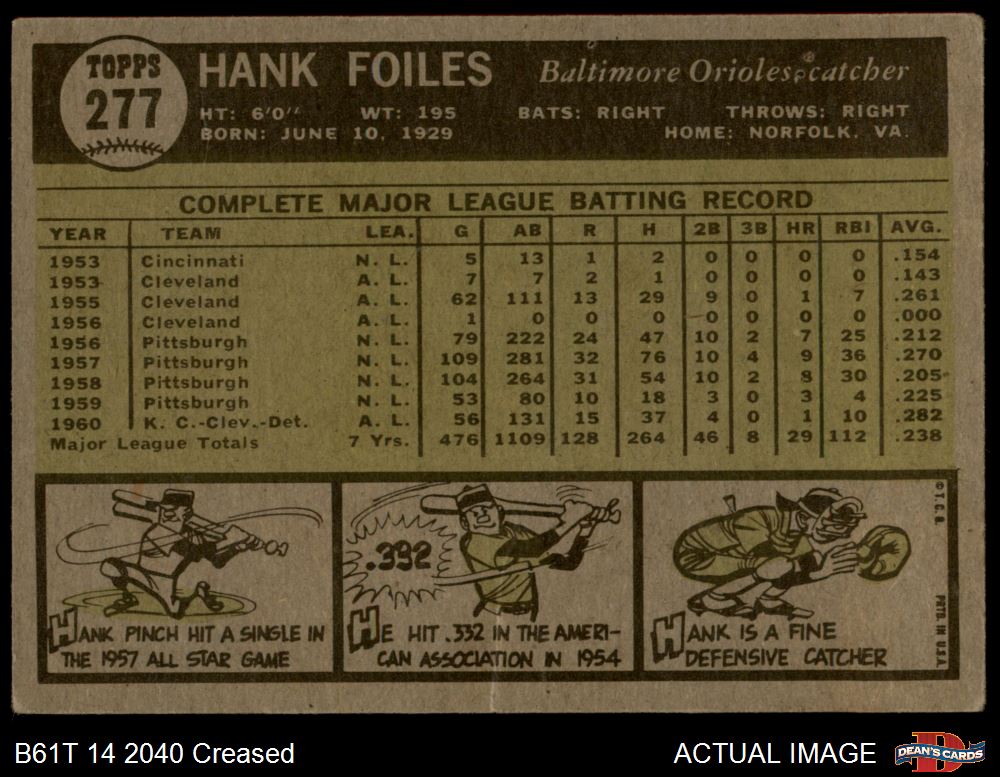 TOPPS
277
HANK FOILES Baltimore Orioles catcher
HT: 6'0" WT: 195 BATS: RIGHT THROWS: RIGHT
BORN: JUNE 10, 1929 HOME: NORFOLK, VA.
COMPLETE MAJOR LEAGUE BATTING RECORD
YEAR TEAM LEA. G AB R H 2B 3B HR RBI AVG.
1953 Cincinnati N. L. 5 13 1 2 0 0 0 0 .154
1953 Cleveland A. L. 7 7 2 1 0 0 0 0 .143
1955 Cleveland A. L. 62 111 13 29 9 0 1 7 .261
1956 Cleveland A. L. 1 0 0 0 0 0 0 0 .000
1956 Pittsburgh N. L. 79 222 24 47 10 2 7 25 .212
1957 Pittsburgh N. L. 109 281 32 76 10 4 9 36 .270
1958 Pittsburgh N. L. 104 264 31 54 10 2 8 30 .205
1959 Pittsburgh N. L. 53 80 10 18 3 0 3 4 .225
1960 K. C.-Clev.-Det. A. L. 56 131 15 37 4 0 1 10 .282
Major League Totals 7 Yrs. 476 1109 128 264 46 8 29 112 .238
HANK PINCH HIT A SINGLE IN
THE 1957 ALL STAR GAME
.332
HE HIT .332 IN THE AMERI-
CAN ASSOCIATION IN 1954
HANK IS A FINE
DEFENSIVE CATCHER
© T. C. G.
PRTD. IN U.S.A.
B61T 14 2040 Creased
ACTUAL IMAGE
DEAN'S CARDS